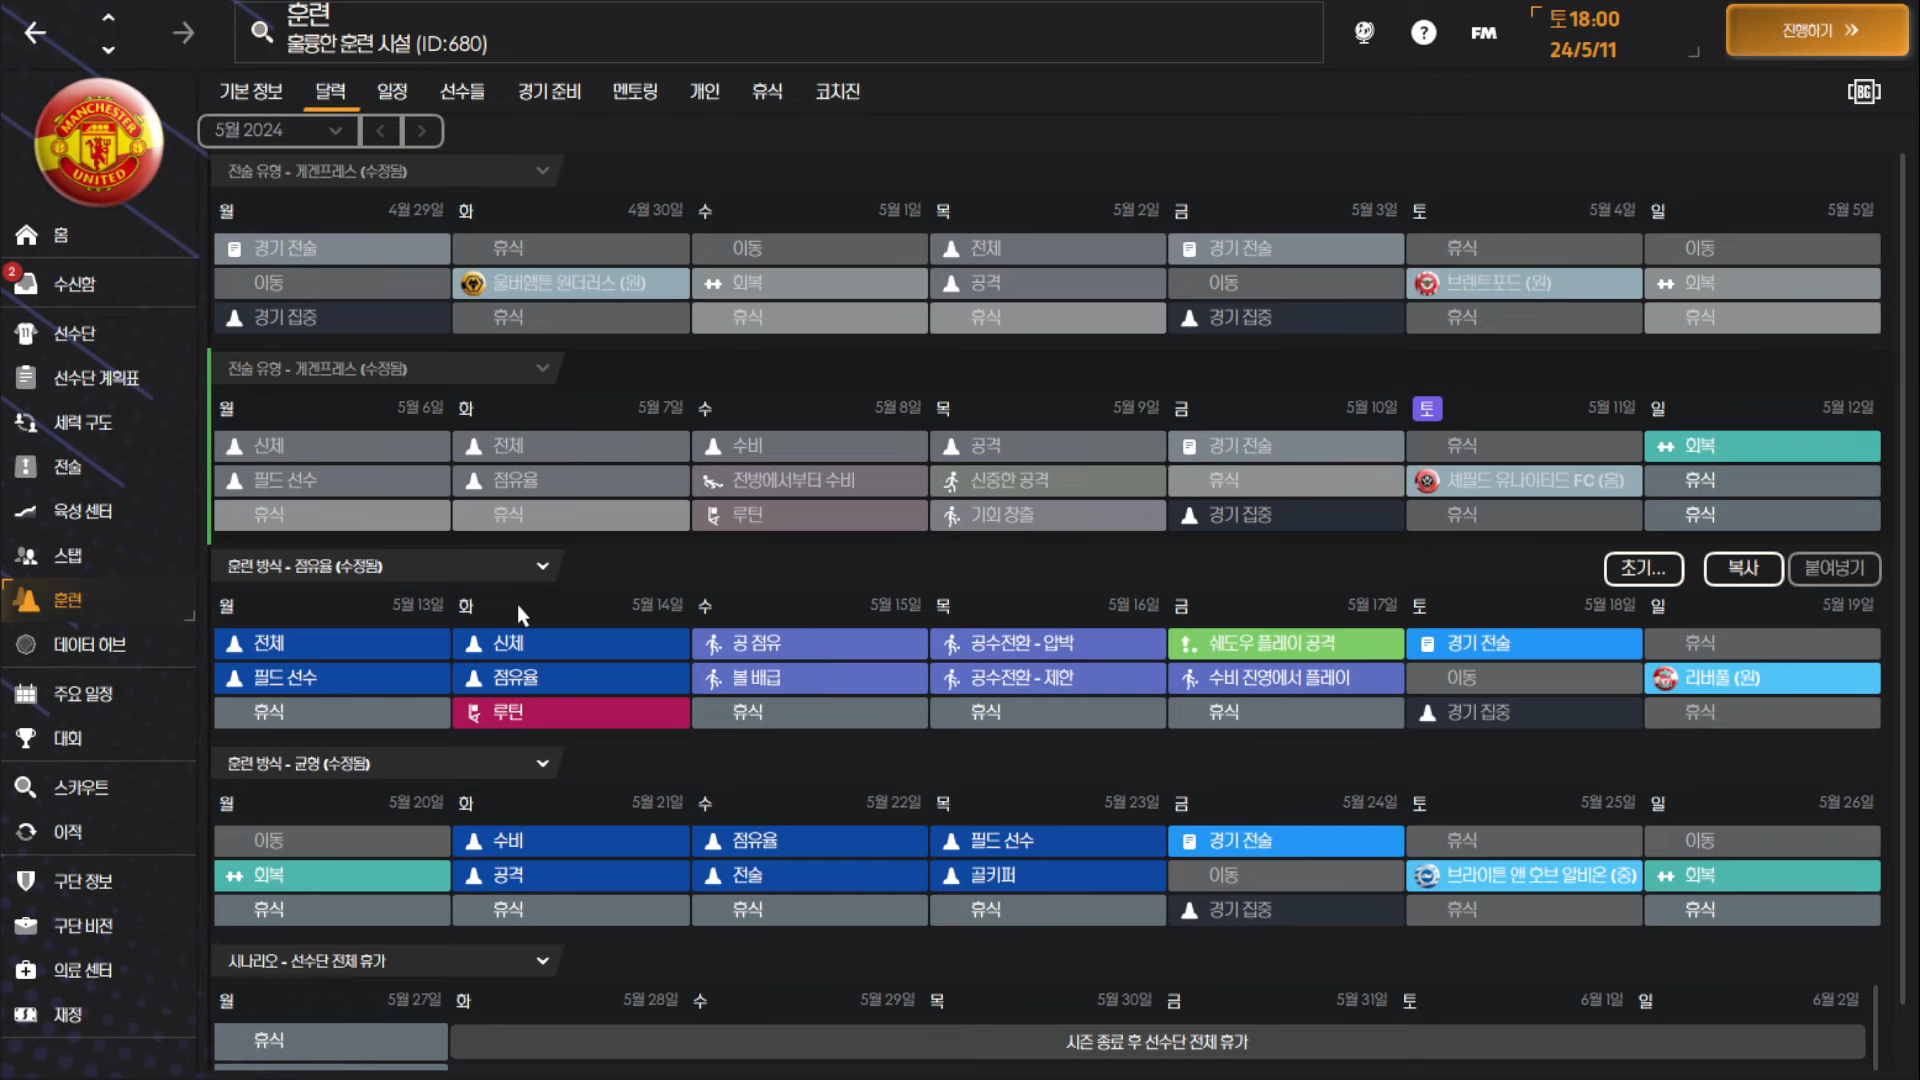 훈련
훌륭한 훈련 시설 (ID:680)
FM
토18:00
24/5/11
진행하기
MANCHESTER
UNITED
기본 정보 달력 일정 선수들 경기 준비 멘토링 개인 휴식 코치진
BG
5월 2024
홈
2
수신함
선수단
선수단 계획표
세력 구도
전술
육성 센터
스탭
훈련
데이터 허브
주요 일정
대회
스카우트
이적
구단 정보
구단 비전
의료 센터
재정
전술 유형 - 게겐프레스 (수정됨)
월 4월 29일 화 4월 30일 수 5월 1일 목 5월 2일 금 5월 3일 토 5월 4일 일 5월 5일
경기 전술 휴식 이동 전체 경기 전술 휴식 이동
이동 울버햄튼 원더러스 (원) 회복 공격 이동 브렌트포드 (원) 회복
경기 집중 휴식 휴식 휴식 경기 집중 휴식 휴식
전술 유형 - 게겐프레스 (수정됨)
월 5월 6일 화 5월 7일 수 5월 8일 목 5월 9일 금 5월 10일 토 5월 11일 일 5월 12일
신체 전체 수비 공격 경기 전술 휴식 회복
필드 선수 점유율 전방에서부터 수비 신중한 공격 휴식 셰필드 유나이티드 FC (홈) 휴식
휴식 휴식 루틴 기회 창출 경기 집중 휴식 휴식
훈련 방식 - 점유율 (수정됨) 초기... 복사 붙여넣기
월 5월 13일 화 5월 14일 수 5월 15일 목 5월 16일 금 5월 17일 토 5월 18일 일 5월 19일
전체 신체 공 점유 공수전환 - 압박 쉐도우 플레이 공격 경기 전술 휴식
필드 선수 점유율 볼 배급 공수전환 - 제한 수비 진영에서 플레이 이동 리버풀 (원)
휴식 루틴 휴식 휴식 휴식 경기 집중 휴식
훈련 방식 - 균형 (수정됨)
월 5월 20일 화 5월 21일 수 5월 22일 목 5월 23일 금 5월 24일 토 5월 25일 일 5월 26일
이동 수비 점유율 필드 선수 경기 전술 휴식 이동
회복 공격 전술 골키퍼 이동 브라이튼 앤 호브 알비온 (중) 회복
휴식 휴식 휴식 휴식 경기 집중 휴식 휴식
시나리오 - 선수단 전체 휴가
월 5월 27일 화 5월 28일 수 5월 29일 목 5월 30일 금 5월 31일 토 6월 1일 일 6월 2일
휴식 시즌 종료 후 선수단 전체 휴가